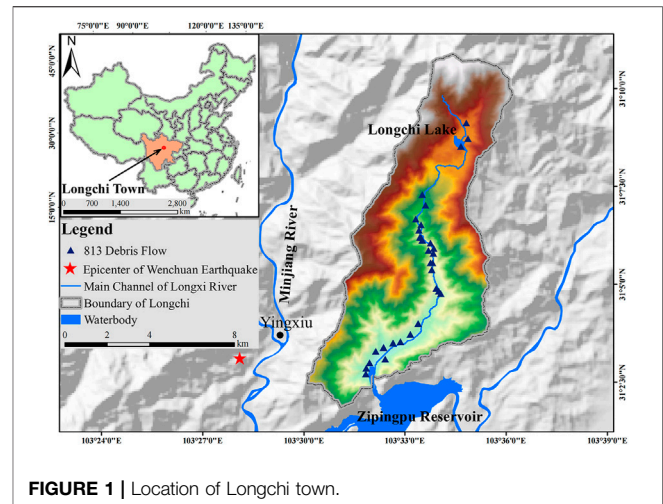 75°0'0"E 105°0'0"E 135°0'0"E
45°0'0"N
30°0'0"N
15°0'0"N
N
Longchi Town
0 700 1,400 2,800
km
Legend
813 Debris Flow
Epicenter of Wenchuan Earthquake
Main Channel of Longxi River
Boundary of Longchi
Waterbody
km
0 2 4 8
Minjiang River
Yingxiu
Longchi Lake
Zipingpu Reservoir
31°10'0"N
31°7'30"N
31°5'0"N
31°2'30"N
103°24'0"E 103°27'0"E 103°30'0"E 103°33'0"E 103°36'0"E 103°39'0"E
FIGURE 1 | Location of Longchi town.